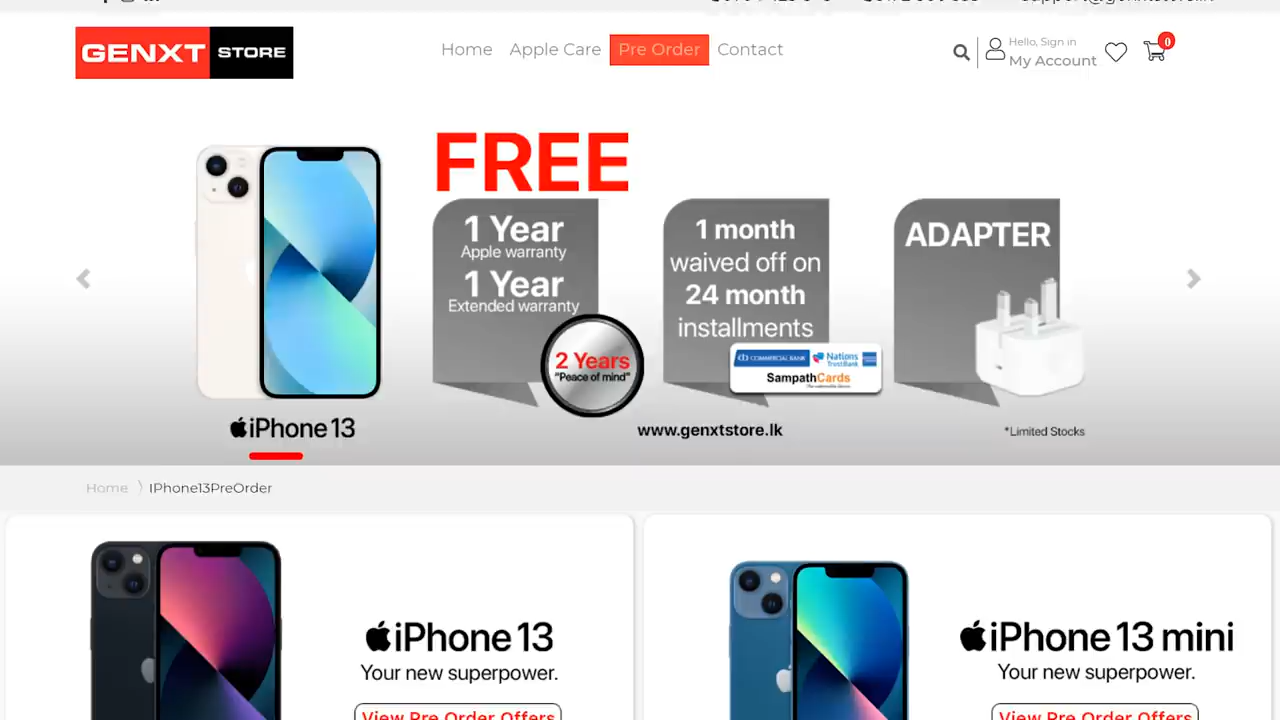 GENXT STORE
Home Apple Care Pre Order Contact
Hello, Sign in
My Account
0
FREE
1 Year
Apple warranty
1 Year
Extended warranty
2 Years
"Peace of mind"
1 month
waived off on
24 month
installments
COMMERCIAL BANK
Nations
TrustBank
SampathCards
ADAPTER
iPhone 13
www.genxtstore.lk
*Limited Stocks
Home IPhone13PreOrder
iPhone 13
Your new superpower.
View Pre Order Offers
iPhone 13 mini
Your new superpower.
View Pre Order Offers